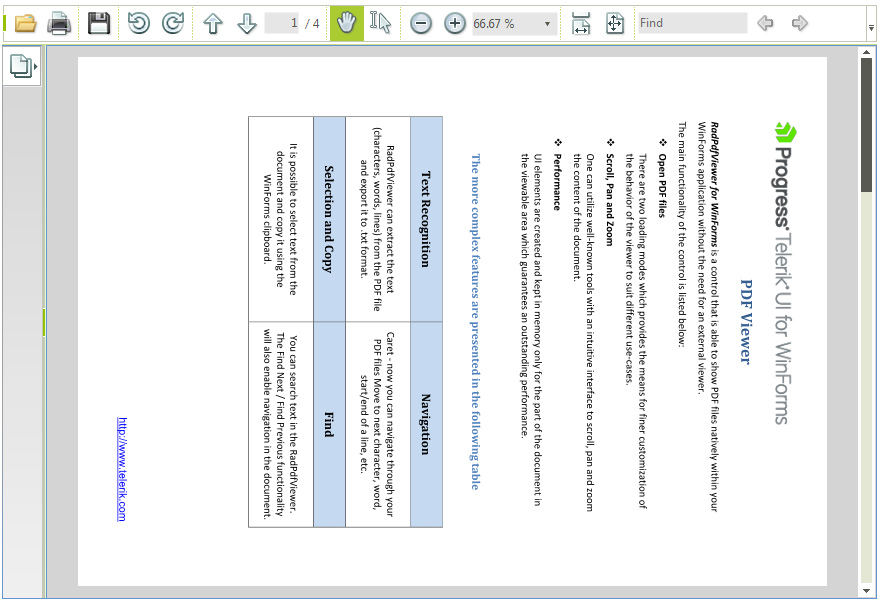 1 / 4
66.67 %
Find
Progress® Telerik® UI for WinForms
PDF Viewer
RadPdfViewer for WinForms is a control that is able to show PDF files natively within your
WinForms application without the need for an external viewer.
The main functionality of the control is listed below:
❖ Open PDF files
There are two loading modes which provides the means for finer customization of
the behavior of the viewer to suit different use-cases.
❖ Scroll, Pan and Zoom
One can utilize well-known tools with an intuitive interface to scroll, pan and zoom
the content of the document.
❖ Performance
UI elements are created and kept in memory only for the part of the document in
the viewable area which guarantees an outstanding performance.
The more complex features are presented in the following table
Text Recognition
Navigation
RadPdfViewer can extract the text
(characters, words, lines) from the PDF file
and export it to .txt format.
Caret - now you can navigate through your
PDF files Move to next character, word,
start/end of a line, etc.
Selection and Copy
Find
It is possible to select text from the
document and copy it using the
WinForms clipboard.
You can search text in the RadPdfViewer.
The Find Next / Find Previous functionality
will also enable navigation in the document.
http://www.telerik.com